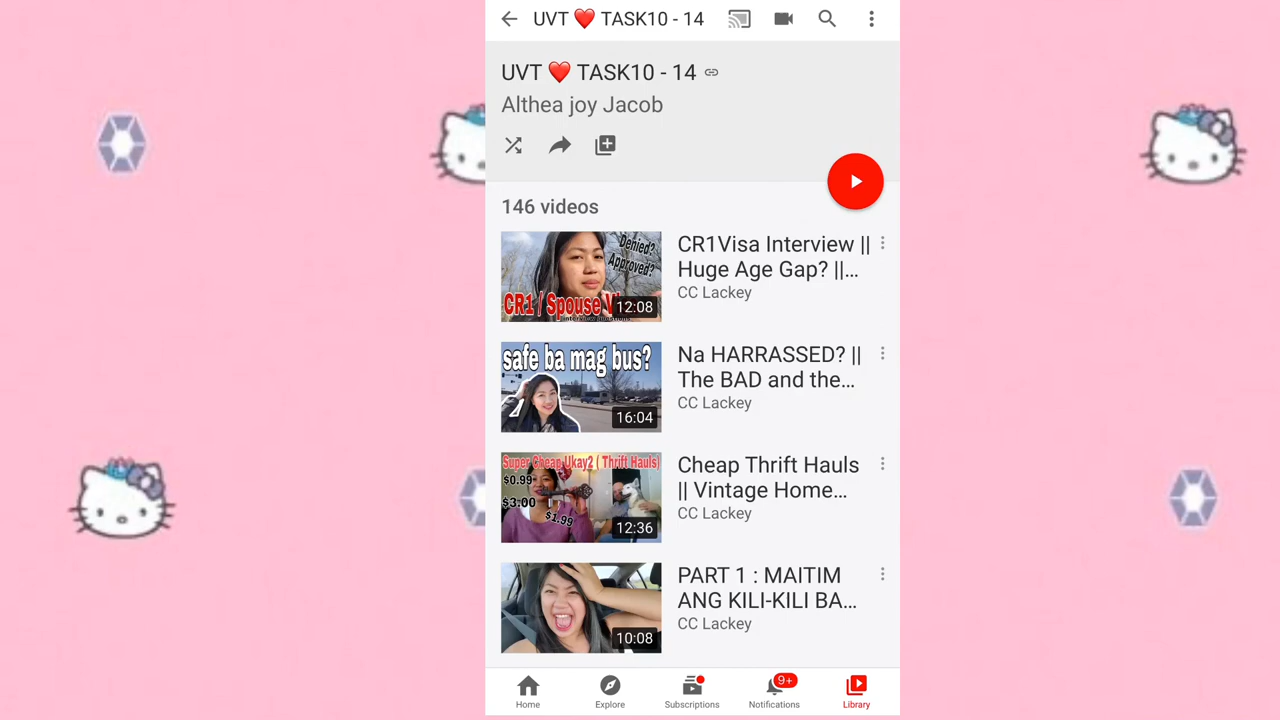 UVT ❤️ TASK10 - 14
UVT ❤️ TASK10 - 14
Althea joy Jacob
146 videos
Denied?
Approved?
CR1 / Spouse V
12:08
CR1Visa Interview ||
Huge Age Gap? ||...
CC Lackey
safe ba mag bus?
16:04
Na HARRASSED? ||
The BAD and the...
CC Lackey
Super Cheap Ukay2 ( Thrift Hauls)
$0.99
$3.00
$1.99
12:36
Cheap Thrift Hauls
|| Vintage Home...
CC Lackey
10:08
PART 1 : MAITIM
ANG KILI-KILI BA...
CC Lackey
9+
Home
Explore
Subscriptions
Notifications
Library